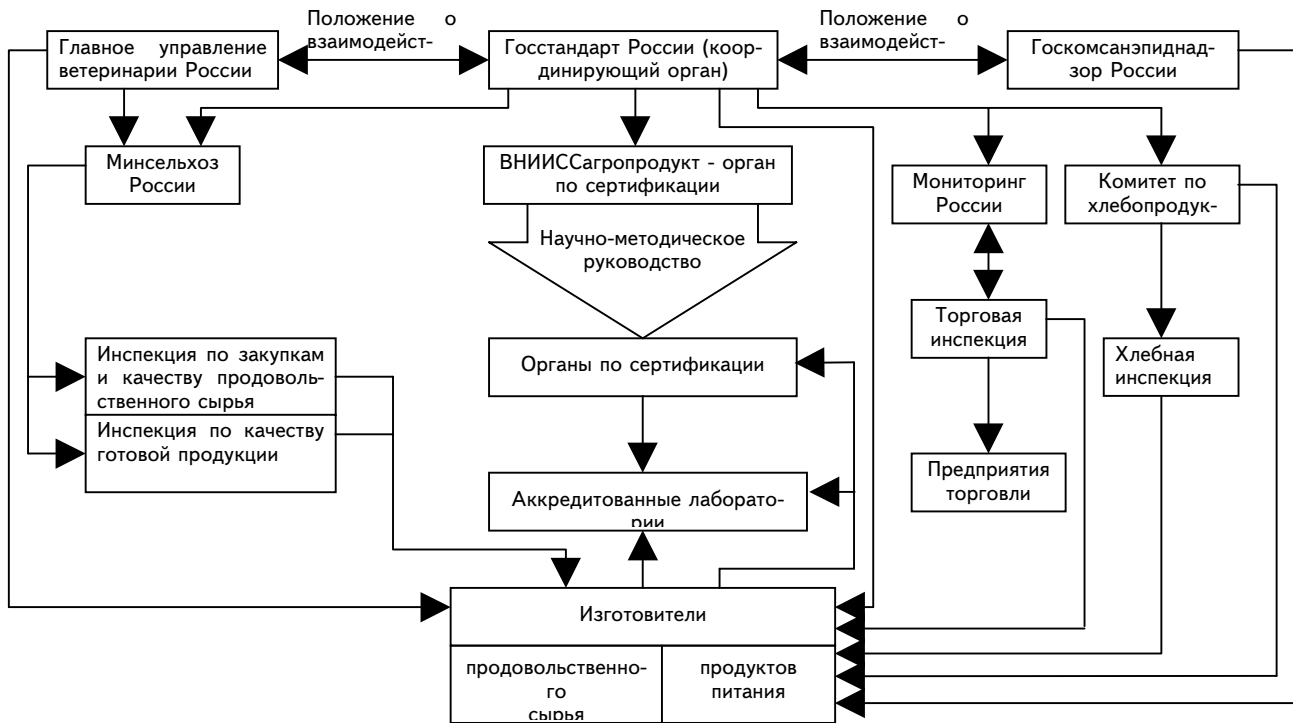 Положение о
взаимодейст-
Положение о
взаимодейст-
Главное управление
ветеринарии России
Госстандарт России (коор-
динирующий орган)
Госкомсанэпиднад-
зор России
Минсельхоз
России
ВНИИССагропродукт - орган
по сертификации
Мониторинг
России
Комитет по
хлебопродук-
Научно-методическое
руководство
Торговая
инспекция
Хлебная
инспекция
Инспекция по закупкам
и качеству продоволь-
ственного сырья
Органы по сертификации
Инспекция по качеству
готовой продукции
Предприятия
торговли
Аккредитованные лаборато-
рии
Изготовители
продовольственно-
го
сырья
продуктов
питания